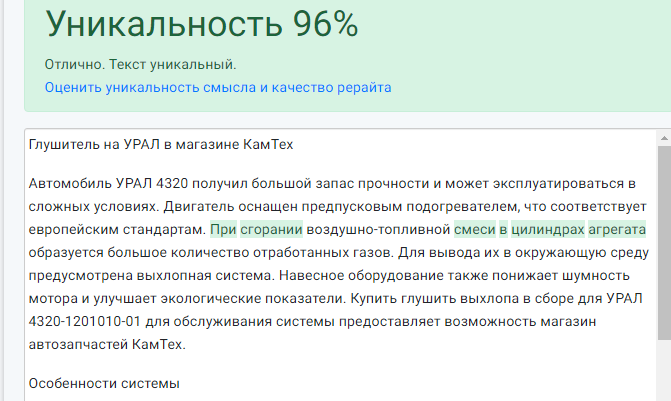 Уникальность 96%
Отлично. Текст уникальный.
Оценить уникальность смысла и качество рерайта
Глушитель на УРАЛ в магазине КамТех
Автомобиль УРАЛ 4320 получил большой запас прочности и может эксплуатироваться в
сложных условиях. Двигатель оснащен предпусковым подогревателем, что соответствует
европейским стандартам. При сгорании воздушно-топливной смеси в цилиндрах агрегата
образуется большое количество отработанных газов. Для вывода их в окружающую среду
предусмотрена выхлопная система. Навесное оборудование также понижает шумность
мотора и улучшает экологические показатели. Купить глушить выхлопа в сборе для УРАЛ
4320-1201010-01 для обслуживания системы предоставляет возможность магазин
автозапчастей КамТех.
Особенности системы